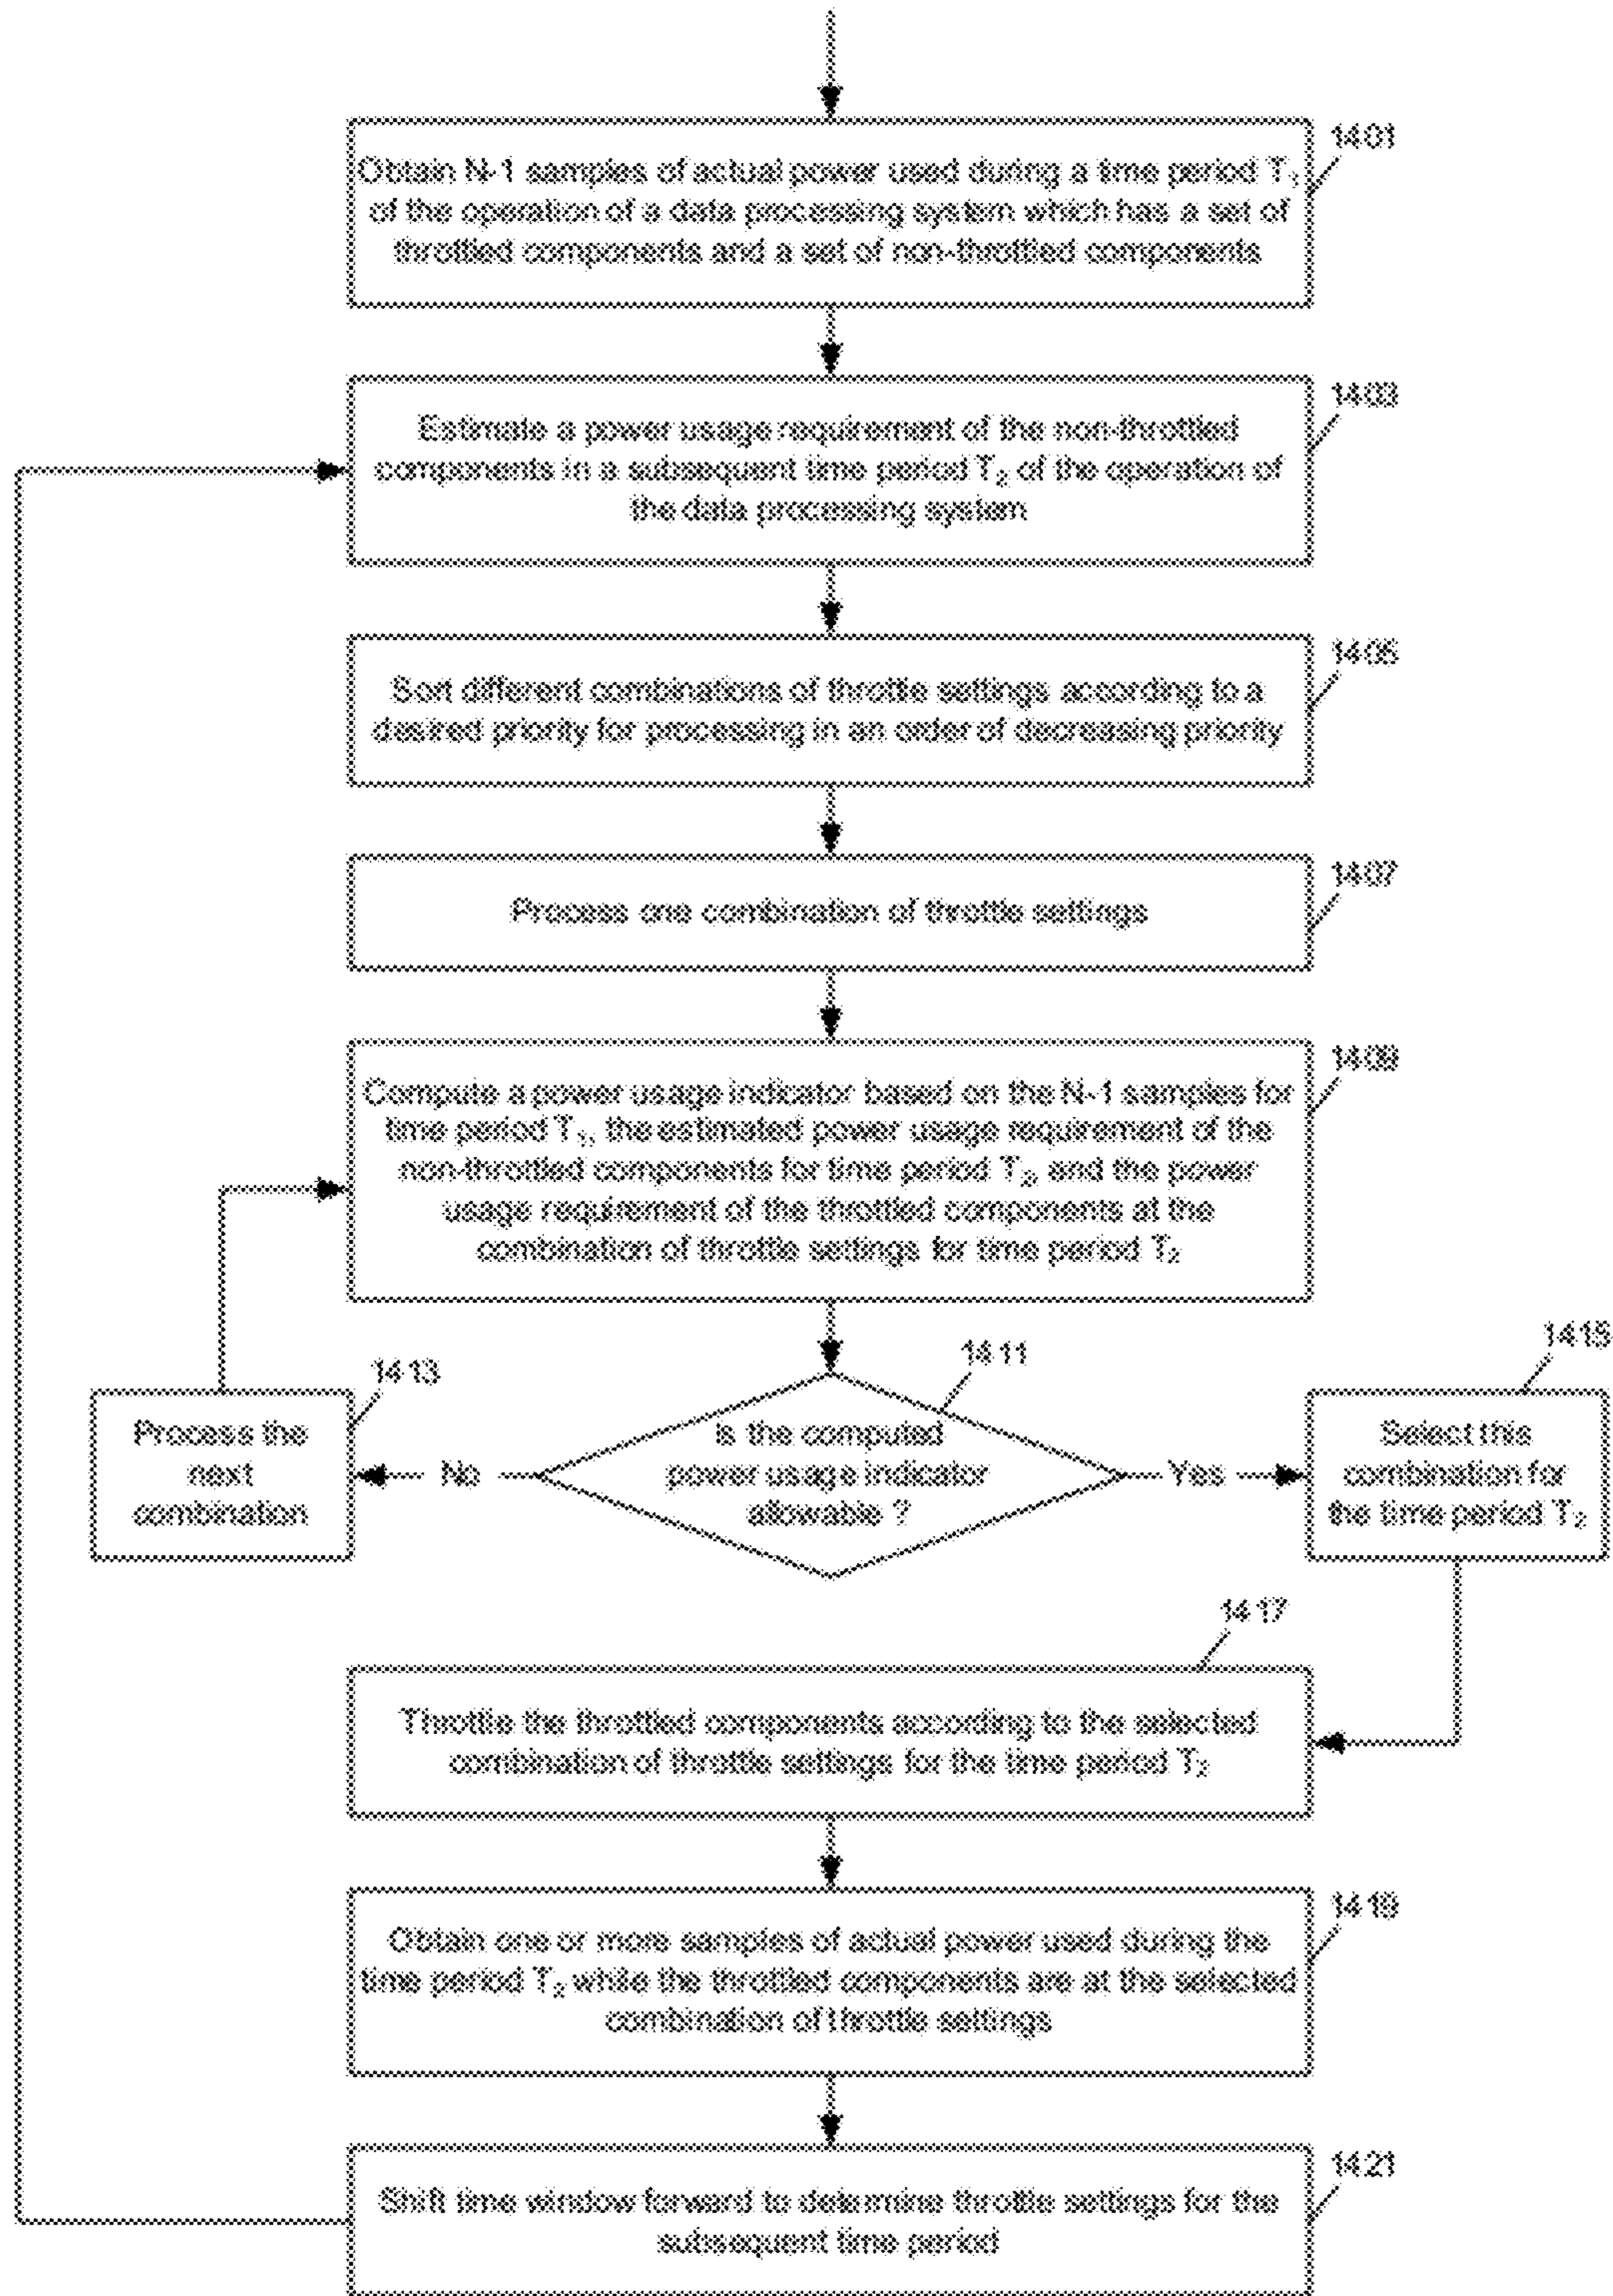 1401
Obtain N-1 samples of actual power used during a time period T₁
of the operation of a data processing system which has a set of
throttled components and a set of non-throttled components
1403
Estimate a power usage requirement of the non-throttled
components in a subsequent time period T₂ of the operation of
the data processing system
1405
Sort different combinations of throttle settings according to a
desired priority for processing in an order of decreasing priority
1407
Process one combination of throttle settings
1409
Compute a power usage indicator based on the N-1 samples for
time period T₁, the estimated power usage requirement of the
non-throttled components for time period T₂, and the power
usage requirement of the throttled components at the
combination of throttle settings for time period T₂
1411
Is the computed
power usage indicator
allowable ?
No
Yes
1413
Process the
next
combination
1415
Select this
combination for
the time period T₂
1417
Throttle the throttled components according to the selected
combination of throttle settings for the time period T₂
1419
Obtain one or more samples of actual power used during the
time period T₂ while the throttled components are at the selected
combination of throttle settings
1421
Shift time window forward to determine throttle settings for the
subsequent time period